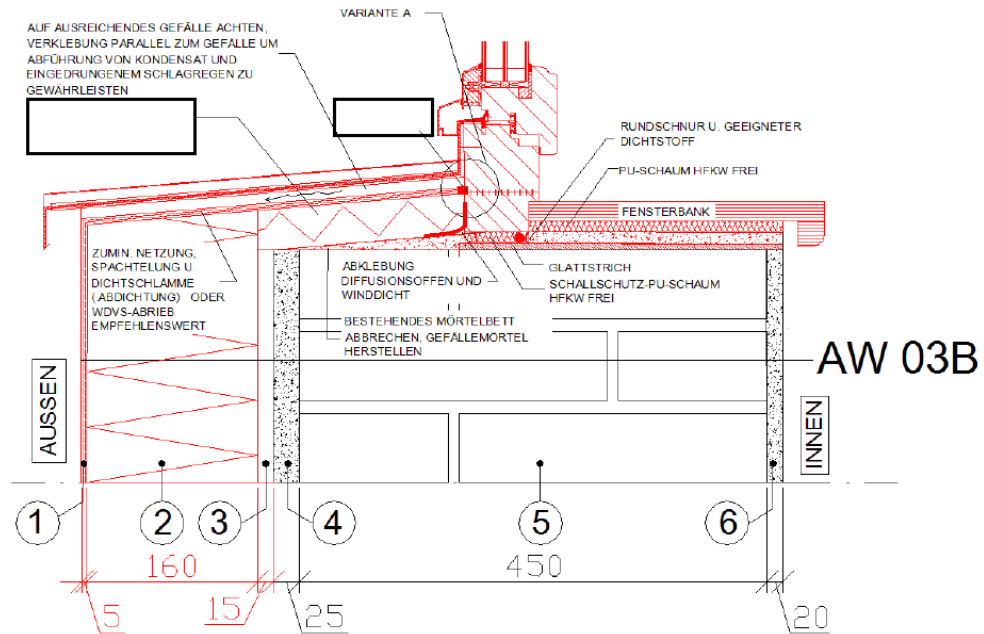 VARIANTE A
AUF AUSREICHENDES GEFÄLLE ACHTEN,
VERKLEBUNG PARALLEL ZUM GEFÄLLE UM
ABFÜHRUNG VON KONDENSAT UND
EINGEDRUNGENEM SCHLAGREGEN ZU
GEWÄHRLEISTEN
RUNDSCHNUR U. GEEIGNETER
DICHTSTOFF
PU-SCHAUM HFKW FREI
FENSTERBANK
ZUMIN. NETZUNG,
SPACHTELUNG U.
DICHTSCHLÄMME
(ABDICHTUNG) ODER
WDVS-ABRIEB
EMPFEHLENSWERT
ABKLEBUNG
DIFFUSIONSOFFEN UND
WINDDICHT
GLATTSTRICH
SCHALLSCHUTZ-PU-SCHAUM
HFKW FREI
BESTEHENDES MÖRTELBETT
ABBRECHEN, GEFÄLLEMÖRTEL
HERSTELLEN
AW 03B
AUSSEN
INNEN
1 2 3 4 5 6
160 450
5 15 25 20